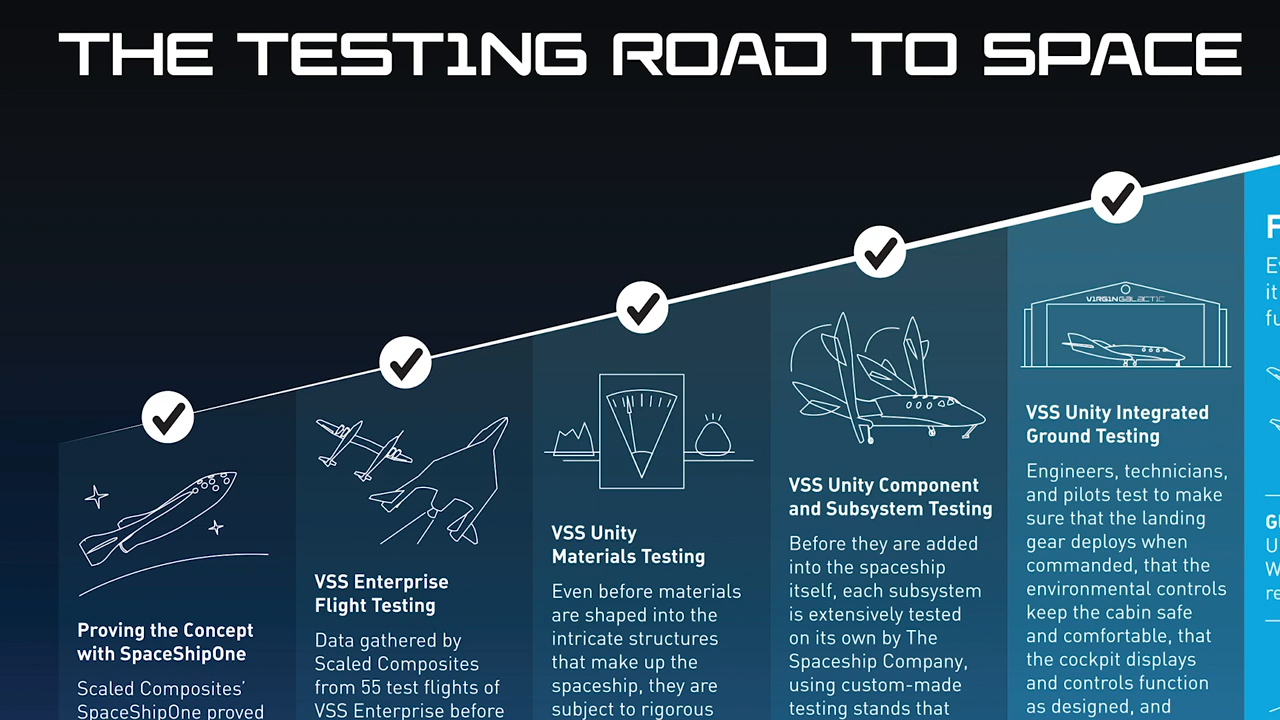 THE TEST1NG ROAD TO SPACE
Proving the Concept
with SpaceShipOne
Scaled Composites'
SpaceShipOne proved
VSS Enterprise
Flight Testing
Data gathered by
Scaled Composites
from 55 test flights of
VSS Enterprise before
VSS Unity
Materials Testing
Even before materials
are shaped into the
intricate structures
that make up the
spaceship, they are
subject to rigorous
VSS Unity Component
and Subsystem Testing
Before they are added
into the spaceship
itself, each subsystem
is extensively tested
on its own by The
Spaceship Company,
using custom-made
testing stands that
V1RG1N GALACTIC
VSS Unity Integrated
Ground Testing
Engineers, technicians,
and pilots test to make
sure that the landing
gear deploys when
commanded, that the
environmental controls
keep the cabin safe
and comfortable, that
the cockpit displays
and controls function
as designed, and
F
it
fu
U
W
re